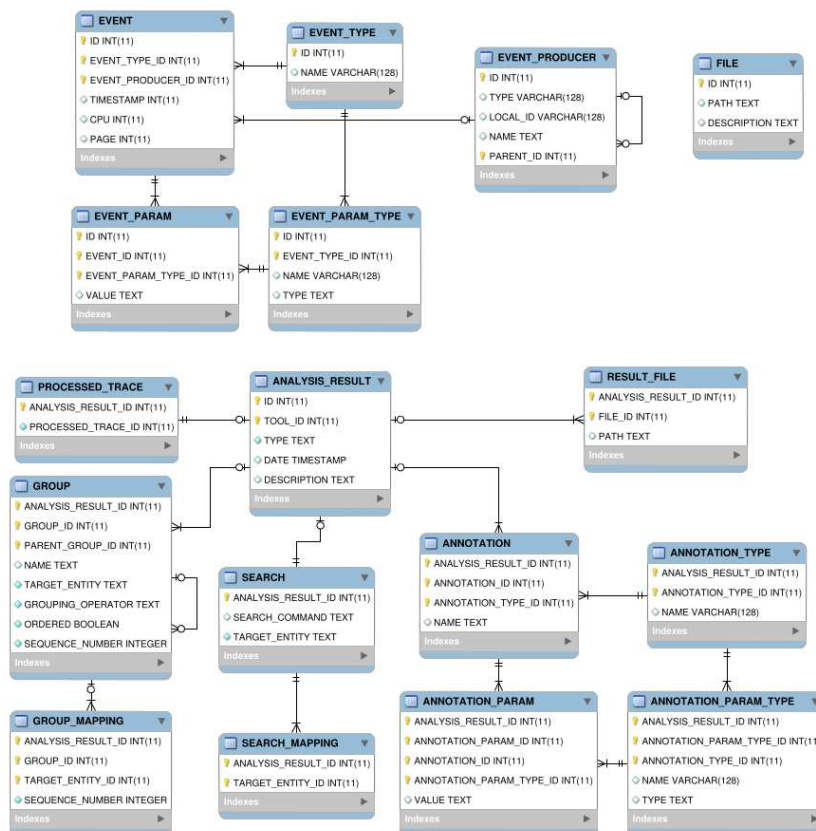 EVENT
ID INT(11)
EVENT_TYPE_ID INT(11)
EVENT_PRODUCER_ID INT(11)
TIMESTAMP INT(11)
CPU INT(11)
PAGE INT(11)
Indexes
EVENT_TYPE
ID INT(11)
NAME VARCHAR(128)
Indexes
EVENT_PRODUCER
ID INT(11)
TYPE VARCHAR(128)
LOCAL_ID VARCHAR(128)
NAME TEXT
PARENT_ID INT(11)
Indexes
FILE
ID INT(11)
PATH TEXT
DESCRIPTION TEXT
Indexes
EVENT_PARAM
ID INT(11)
EVENT_ID INT(11)
EVENT_PARAM_TYPE_ID INT(11)
VALUE TEXT
Indexes
EVENT_PARAM_TYPE
ID INT(11)
EVENT_TYPE_ID INT(11)
NAME VARCHAR(128)
TYPE TEXT
Indexes
PROCESSED_TRACE
ANALYSIS_RESULT_ID INT(11)
PROCESSED_TRACE_ID INT(11)
Indexes
ANALYSIS_RESULT
ID INT(11)
TOOL_ID INT(11)
TYPE TEXT
DATE TIMESTAMP
DESCRIPTION TEXT
Indexes
RESULT_FILE
ANALYSIS_RESULT_ID INT(11)
FILE_ID INT(11)
PATH TEXT
Indexes
GROUP
ANALYSIS_RESULT_ID INT(11)
GROUP_ID INT(11)
PARENT_GROUP_ID INT(11)
NAME TEXT
TARGET_ENTITY TEXT
GROUPING_OPERATOR TEXT
ORDERED BOOLEAN
SEQUENCE_NUMBER INTEGER
Indexes
SEARCH
ANALYSIS_RESULT_ID INT(11)
SEARCH_COMMAND TEXT
TARGET_ENTITY TEXT
Indexes
ANNOTATION
ANALYSIS_RESULT_ID INT(11)
ANNOTATION_ID INT(11)
ANNOTATION_TYPE_ID INT(11)
NAME TEXT
Indexes
ANNOTATION_TYPE
ANALYSIS_RESULT_ID INT(11)
ANNOTATION_TYPE_ID INT(11)
NAME VARCHAR(128)
Indexes
GROUP_MAPPING
ANALYSIS_RESULT_ID INT(11)
GROUP_ID INT(11)
TARGET_ENTITY_ID INT(11)
SEQUENCE_NUMBER INTEGER
Indexes
SEARCH_MAPPING
ANALYSIS_RESULT_ID INT(11)
TARGET_ENTITY_ID INT(11)
Indexes
ANNOTATION_PARAM
ANALYSIS_RESULT_ID INT(11)
ANNOTATION_PARAM_ID INT(11)
ANNOTATION_ID INT(11)
ANNOTATION_PARAM_TYPE_ID INT(11)
VALUE TEXT
Indexes
ANNOTATION_PARAM_TYPE
ANALYSIS_RESULT_ID INT(11)
ANNOTATION_PARAM_TYPE_ID INT(11
ANNOTATION_TYPE_ID INT(11)
NAME VARCHAR(128)
TYPE TEXT
Indexes